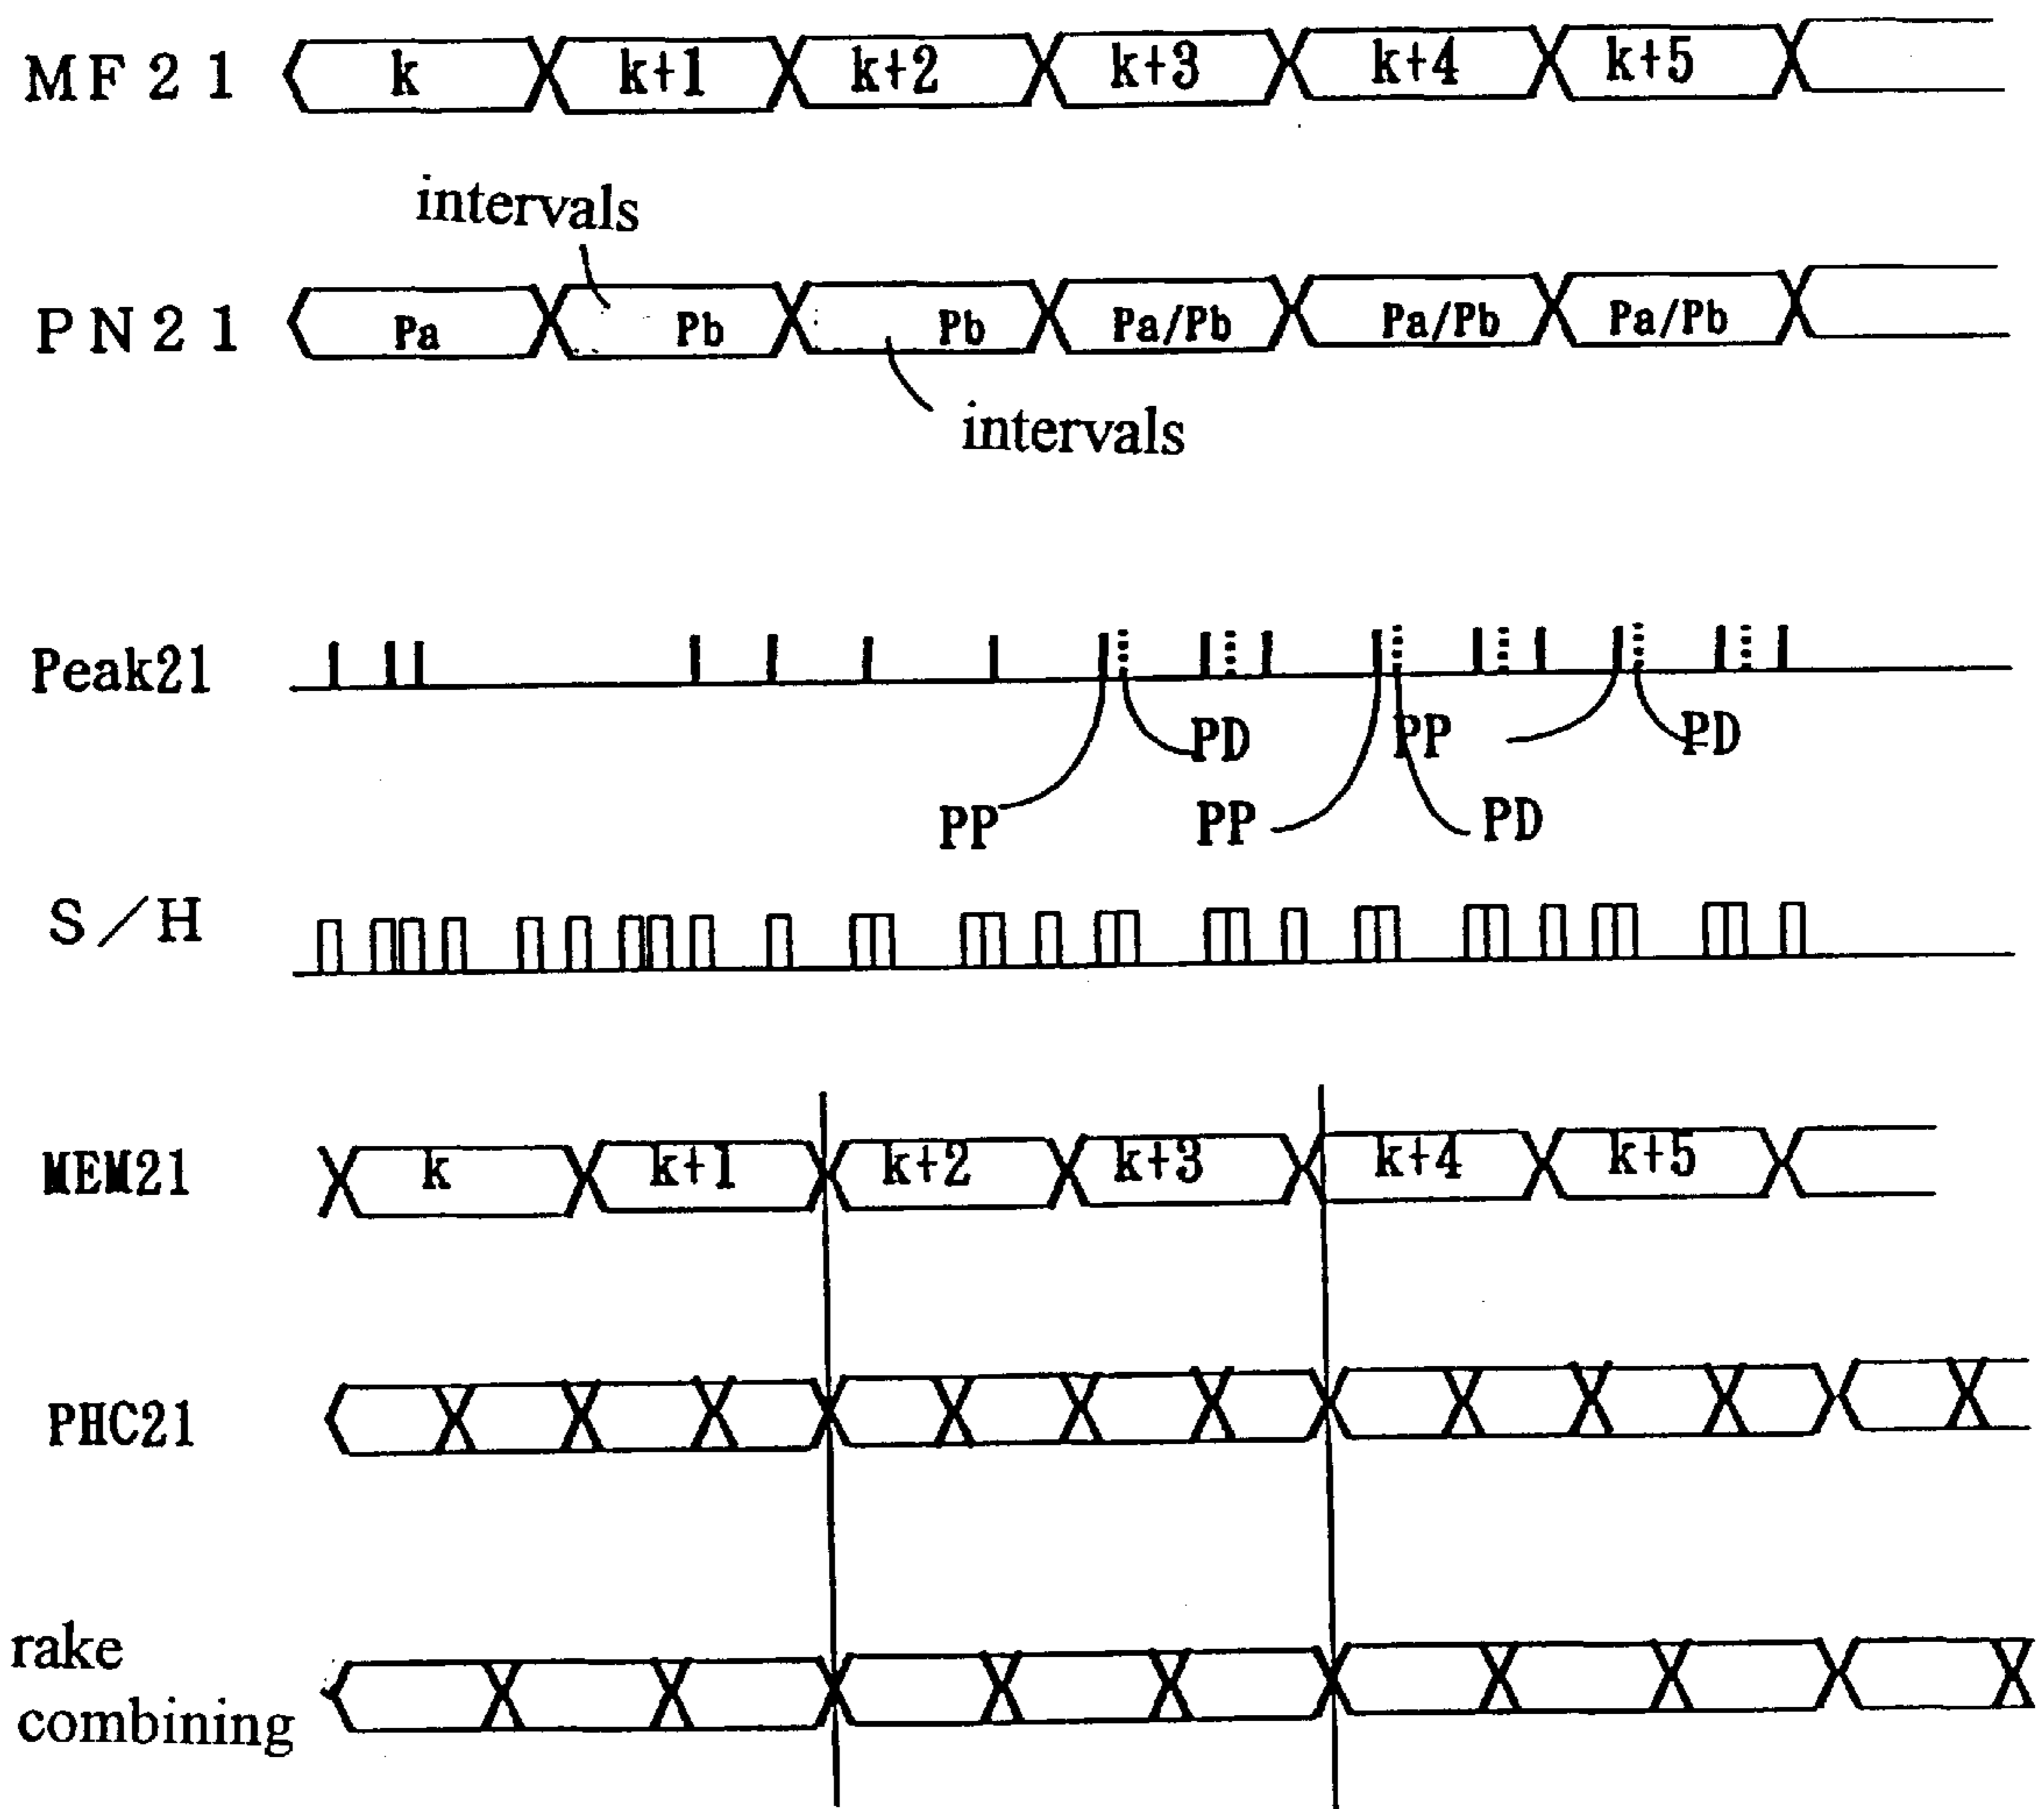 MF21 k k+1 k+2 k+3 k+4 k+5
intervals
PN21 Pa Pb Pb Pa/Pb Pa/Pb Pa/Pb
intervals
Peak21
PD PP PD
PP PP PD
S/H
MEM21 k k+1 k+2 k+3 k+4 k+5
PHC21
rake
combining